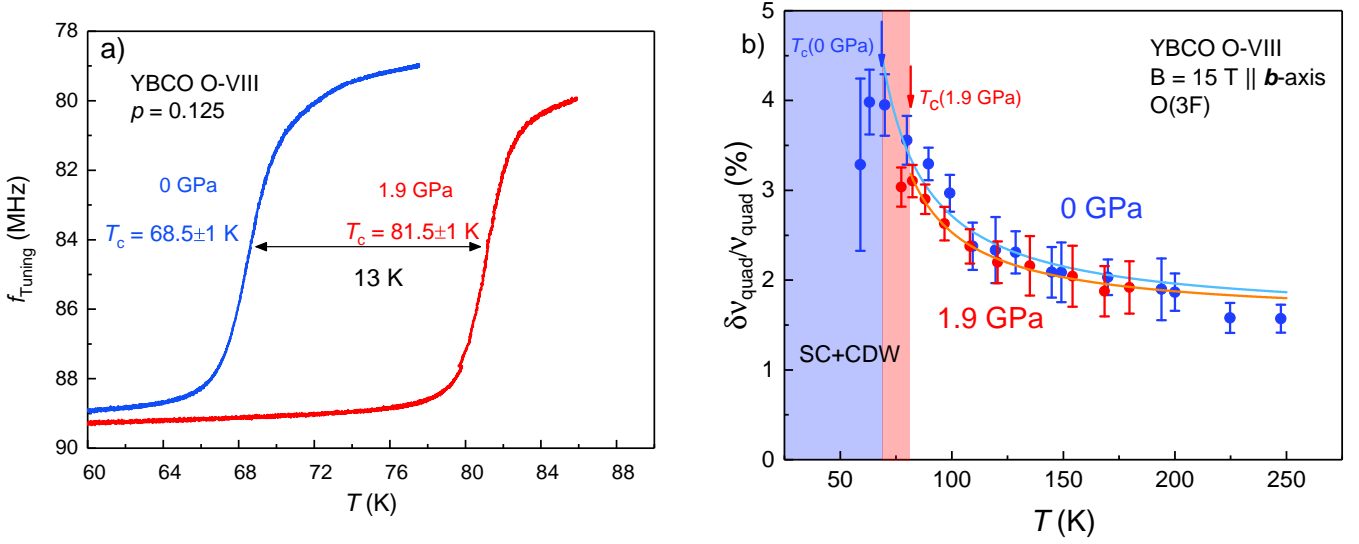 a)
YBCO O-VIII
p = 0.125
0 GPa
T_c = 68.5±1 K
1.9 GPa
T_c = 81.5±1 K
13 K
78
80
82
84
86
88
90
f_Tuning (MHz)
60
64
68
72
76
80
84
88
T (K)
b)
T_c(0 GPa)
T_C(1.9 GPa)
YBCO O-VIII
B = 15 T || b-axis
O(3F)
0 GPa
1.9 GPa
SC+CDW
5
4
3
2
1
0
δν_quad/ν_quad (%)
50
100
150
200
250
T (K)